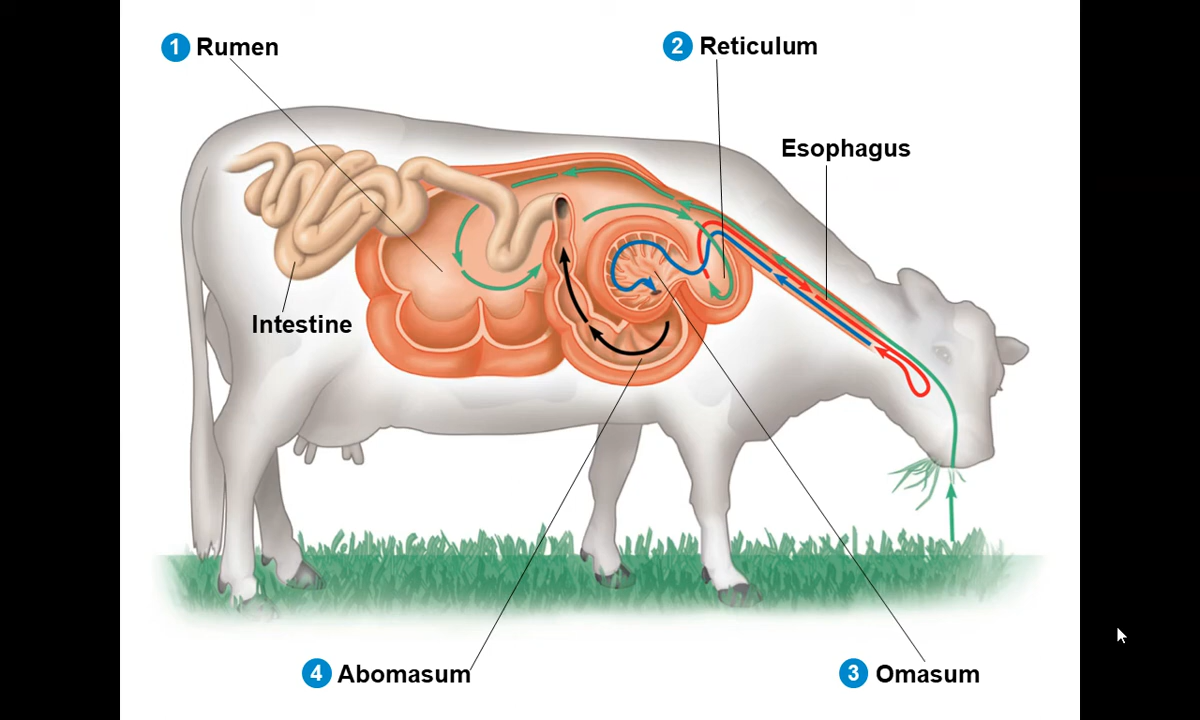 1 Rumen
2 Reticulum
Esophagus
Intestine
4 Abomasum
3 Omasum